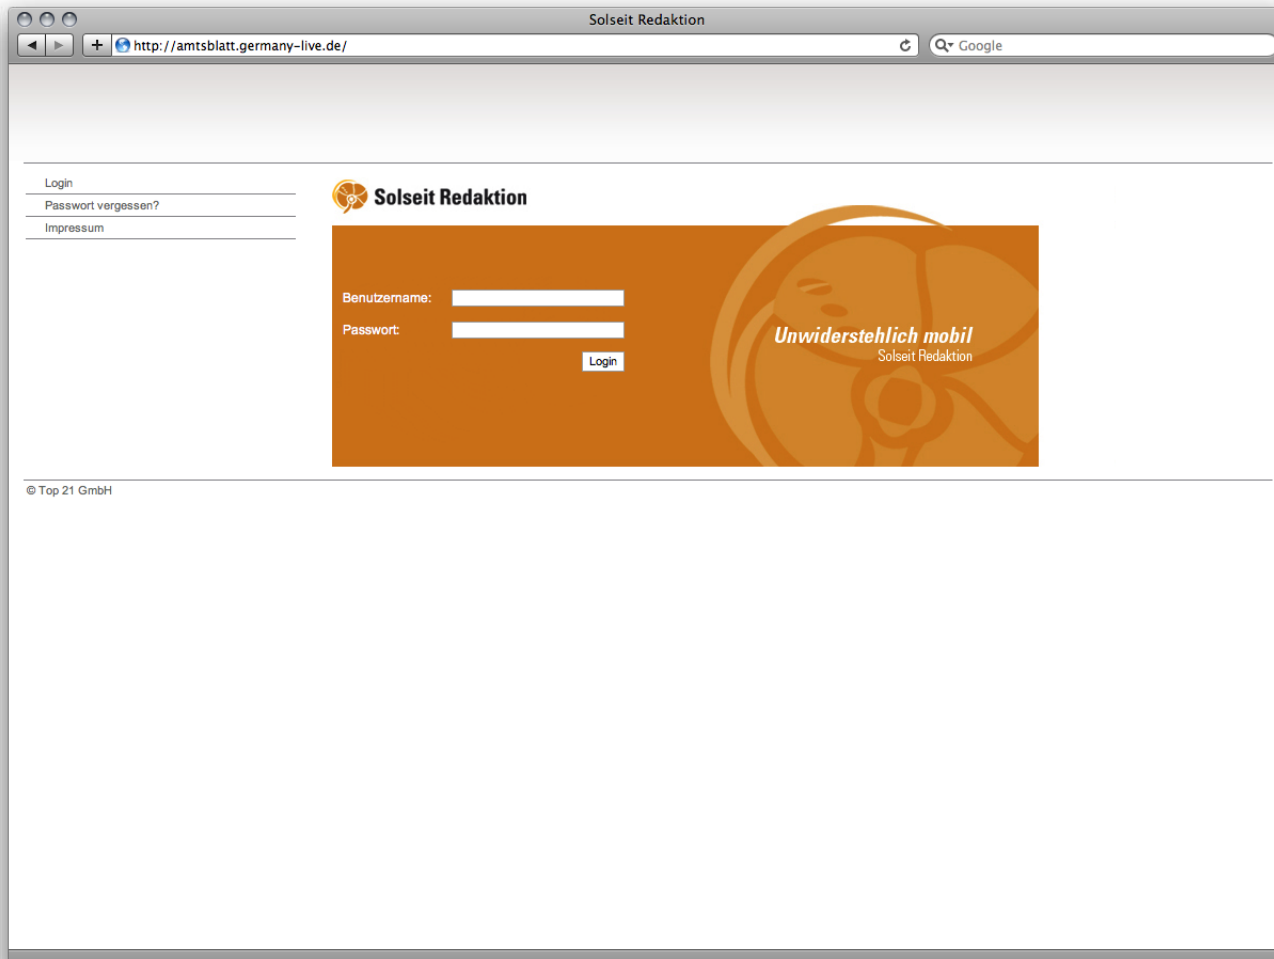 Solseit Redaktion
http://amtsblatt.germany-live.de/
Google
Login
Passwort vergessen?
Impressum
Solseit Redaktion
Benutzername:
Passwort:
Login
Unwiderstehlich mobil
Solseit Redaktion
© Top 21 GmbH